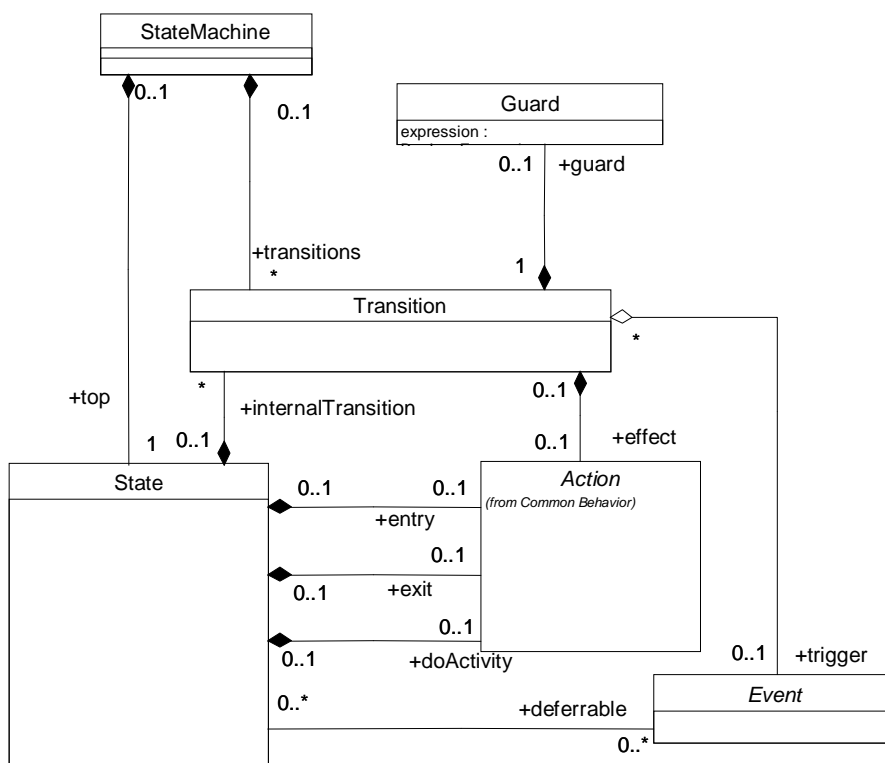 StateMachine
0..1
0..1
Guard
expression :
0..1
+guard
+transitions
*
1
Transition
*
*
0..1
+top
+internalTransition
0..1
1
0..1
+effect
State
Action
(from Common Behavior)
0..1
0..1
+entry
0..1
0..1
+exit
0..1
0..1
+doActivity
0..1
+trigger
0..*
+deferrable
Event
0..*